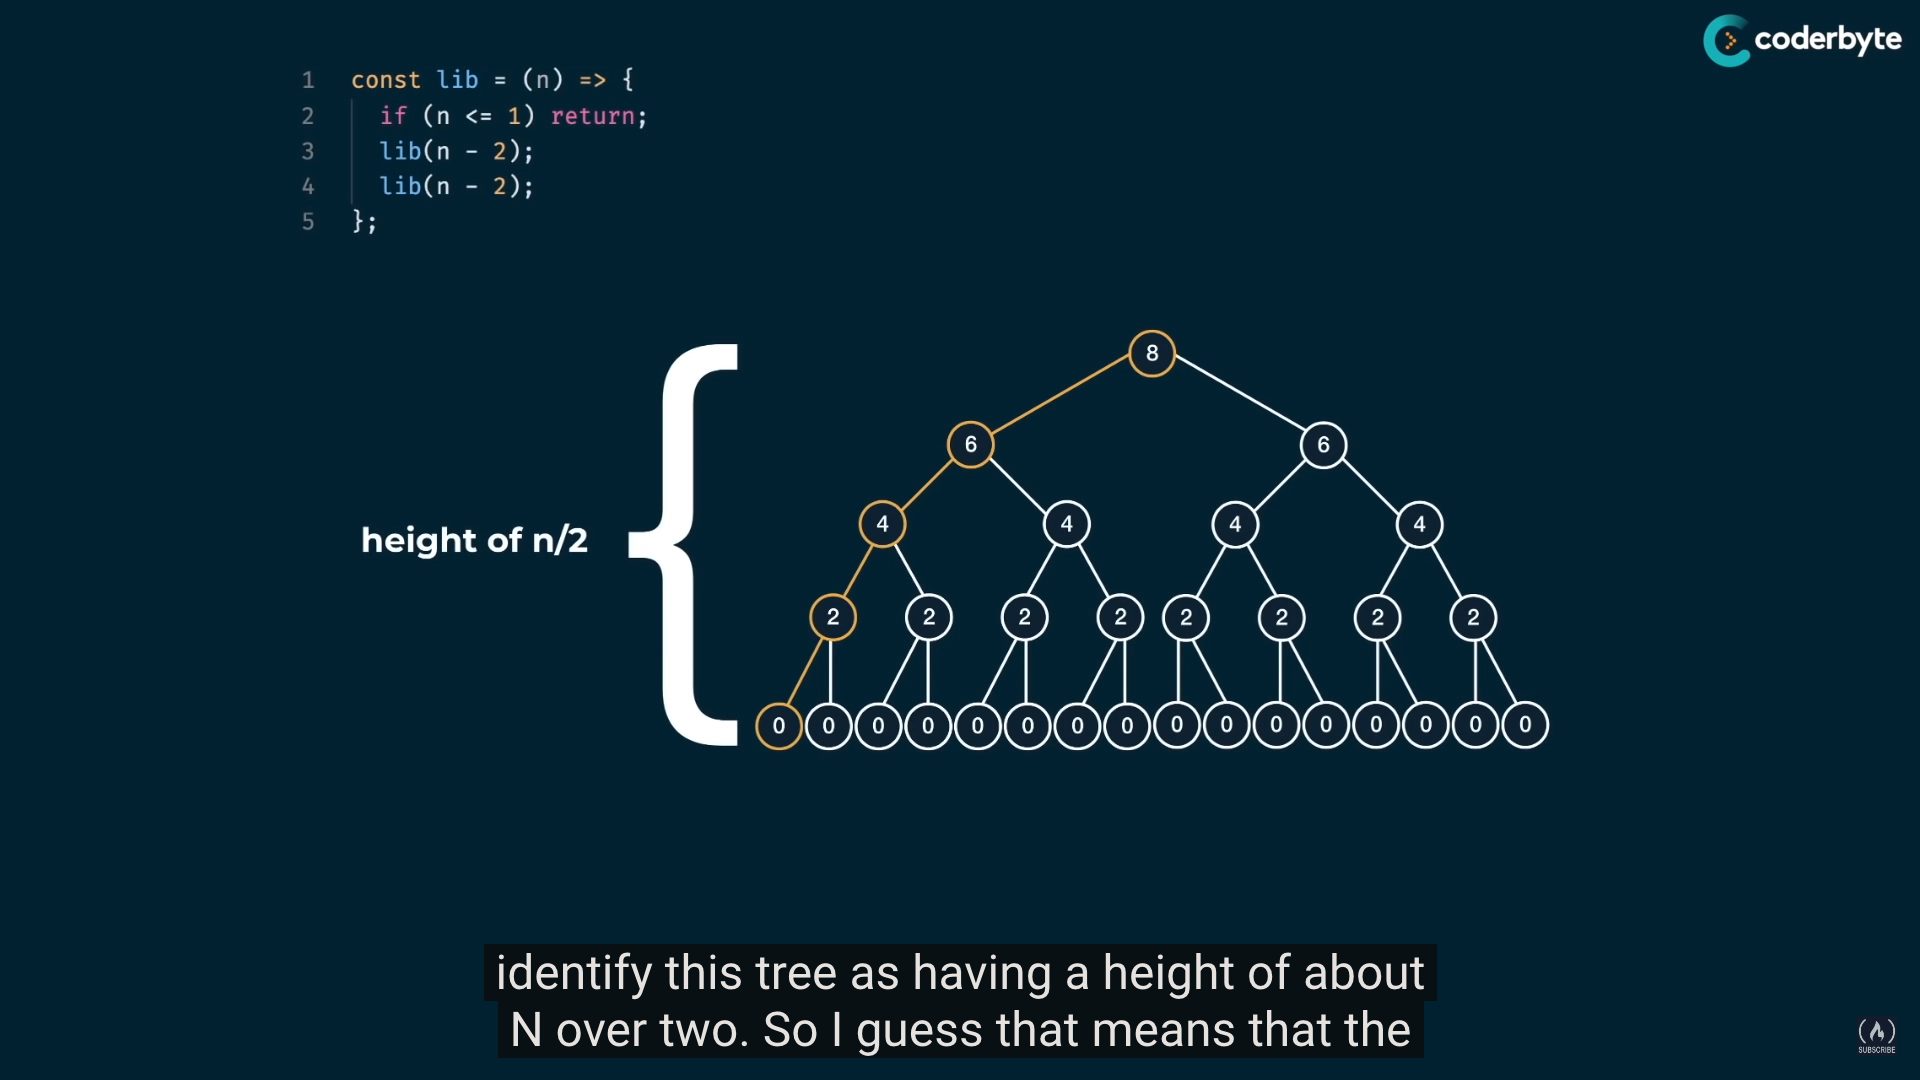 coderbyte
1 const lib = (n) => {
2 if (n <= 1) return;
3 lib(n - 2);
4 lib(n - 2);
5 };
8
6 6
4 4 4 4
height of n/2
2 2 2 2 2 2 2 2
0 0 0 0 0 0 0 0 0 0 0 0 0 0 0 0
identify this tree as having a height of about
N over two. So I guess that means that the
SUBSCRIBE